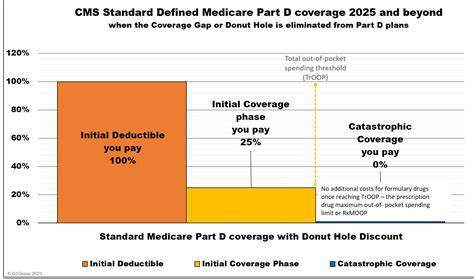 CMS Standard Defined Medicare Part D coverage 2025 and beyond
when the Coverage Gap or Donut Hole is eliminated from Part D plans
120%
100%
80%
60%
40%
20%
0%
Total out-of-pocket
spending threshold
(TrOOP)
Initial Deductible
you pay
100%
Initial Coverage
phase
you pay
25%
Catastrophic
Coverage
you pay
0%
No additional costs for formulary drugs
once reaching TrOOP – the prescription
drug maximum out-of- pocket spending
limit or RxMOOP
Standard Medicare Part D coverage with Donut Hole Discount
Initial Deductible
Initial Coverage Phase
Catastrophic Coverage
© Q1Group 2023